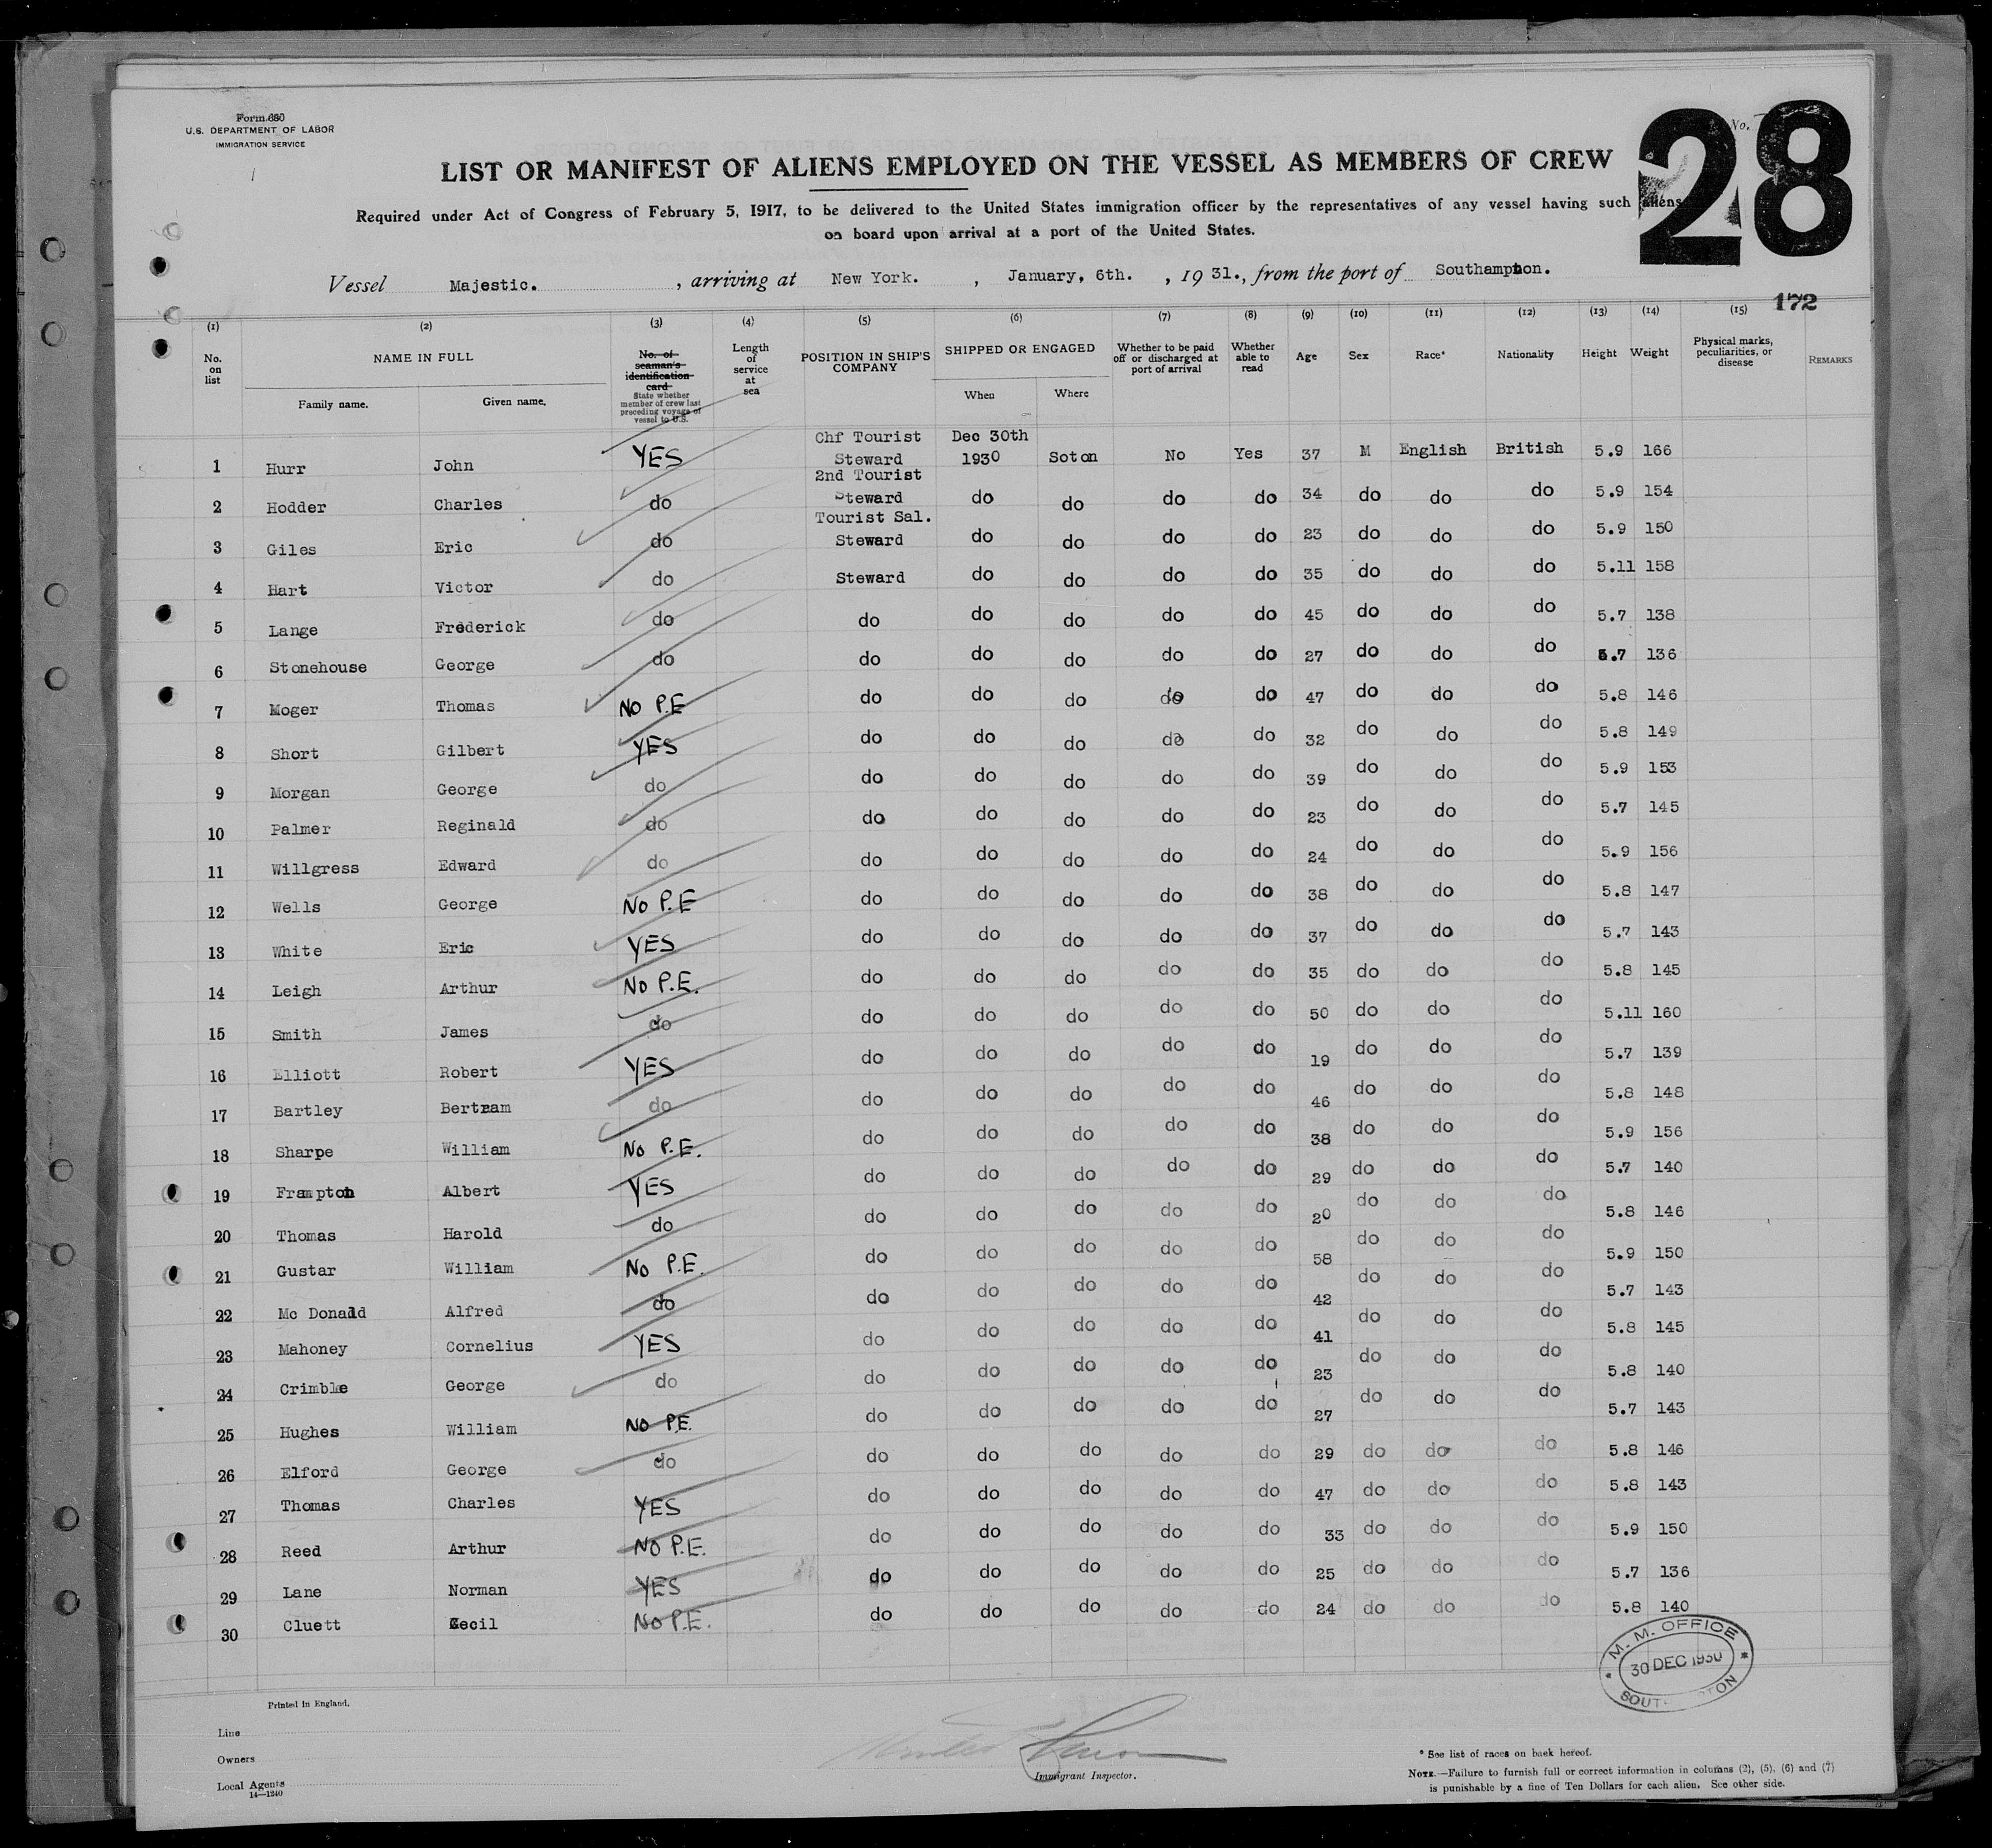 Form 680
U.S. DEPARTMENT OF LABOR
IMMIGRATION SERVICE
No.
28
LIST OR MANIFEST OF ALIENS EMPLOYED ON THE VESSEL AS MEMBERS OF CREW
Required under Act of Congress of February 5, 1917, to be delivered to the United States immigration officer by the representatives of any vessel having such aliens
on board upon arrival at a port of the United States.
Vessel Majestic. , arriving at New York. , January, 6th. , 19 31., from the port of Southampton.
172
(1) (2) (3) (4) (5) (6) (7) (8) (9) (10) (11) (12) (13) (14) (15)
No. on list NAME IN FULL Family name. Given name. No. of seaman's identification card State whether member of crew last preceding voyage of vessel to U.S. Length of service at sea POSITION IN SHIP'S COMPANY SHIPPED OR ENGAGED When Where Whether to be paid off or discharged at port of arrival Whether able to read Age Sex Race* Nationality Height Weight Physical marks, peculiarities, or disease REMARKS
1 Hurr John YES Chf Tourist Steward Dec 30th 1930 Soton No Yes 37 M English British 5.9 166
2 Hodder Charles do 2nd Tourist Steward do do do do 34 do do do 5.9 154
3 Giles Eric do Tourist Sal. Steward do do do do 23 do do do 5.9 150
4 Hart Victor do Steward do do do do 35 do do do 5.11 158
5 Lange Frederick do do do do do do 45 do do do 5.7 138
6 Stonehouse George do do do do do do 27 do do do 5.7 136
7 Moger Thomas NO P.E do do do do do 47 do do do 5.8 146
8 Short Gilbert YES do do do do do 32 do do do 5.8 149
9 Morgan George do do do do do do 39 do do do 5.9 153
10 Palmer Reginald do do do do do do 23 do do do 5.7 145
11 Willgress Edward do do do do do do 24 do do do 5.9 156
12 Wells George NO P.E do do do do do 38 do do do 5.8 147
13 White Eric YES do do do do do 37 do do do 5.7 143
14 Leigh Arthur NO P.E. do do do do do 35 do do do 5.8 145
15 Smith James do do do do do do 50 do do do 5.11 160
16 Elliott Robert YES do do do do do 19 do do do 5.7 139
17 Bartley Bertram do do do do do do 46 do do do 5.8 148
18 Sharpe William NO P.E. do do do do do 38 do do do 5.9 156
19 Frampton Albert YES do do do do do 29 do do do 5.7 140
20 Thomas Harold do do do do do do 20 do do do 5.8 146
21 Gustar William NO P.E. do do do do do 58 do do do 5.9 150
22 Mc Donald Alfred do do do do do do 42 do do do 5.7 143
23 Mahoney Cornelius YES do do do do do 41 do do do 5.8 145
24 Crimble George do do do do do do 23 do do do 5.8 140
25 Hughes William NO P.E. do do do do do 27 do do do 5.7 143
26 Elford George do do do do do do 29 do do do 5.8 146
27 Thomas Charles YES do do do do do 47 do do do 5.8 143
28 Reed Arthur NO P.E. do do do do do 33 do do do 5.9 150
29 Lane Norman YES do do do do do 25 do do do 5.7 136
30 Cluett Cecil NO P.E. do do do do do 24 do do do 5.8 140
M. M. OFFICE
30 DEC 1930
Printed in England.
Line
Owners
Local Agents
14—1240
Immigrant Inspector.
* See list of races on back hereof.
NOTE.—Failure to furnish full or correct information in columns (2), (5), (6) and (7)
is punishable by a fine of Ten Dollars for each alien. See other side.